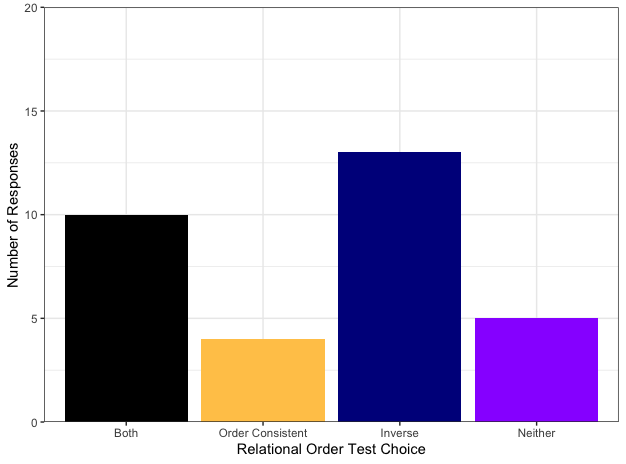 20
15
10
5
0
Number of Responses
Both Order Consistent Inverse Neither
Relational Order Test Choice